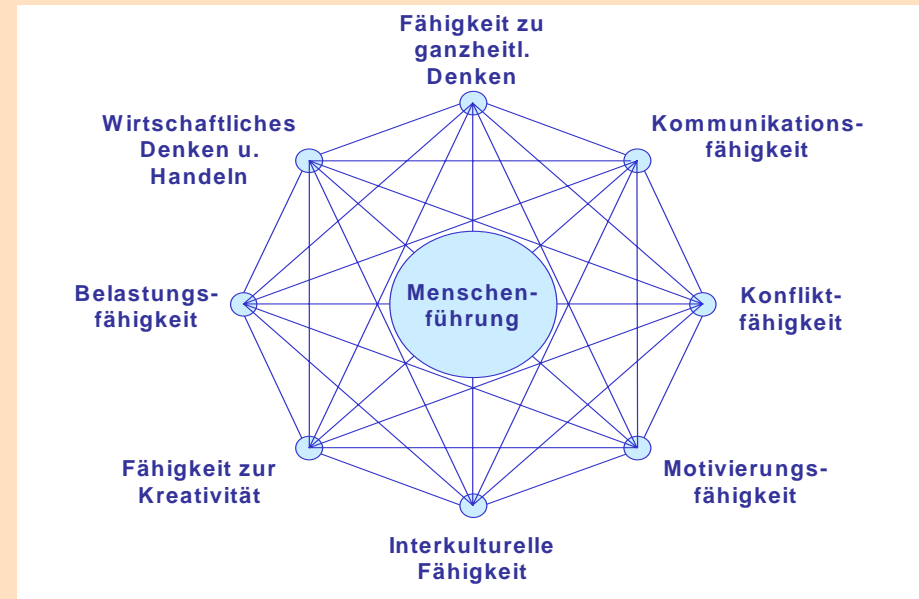 Fähigkeit zu
ganzheitl.
Denken
Wirtschaftliches
Denken u.
Handeln
Kommunikations-
fähigkeit
Belastungs-
fähigkeit
Menschen-
führung
Konflikt-
fähigkeit
Fähigkeit zur
Kreativität
Motivierungs-
fähigkeit
Interkulturelle
Fähigkeit